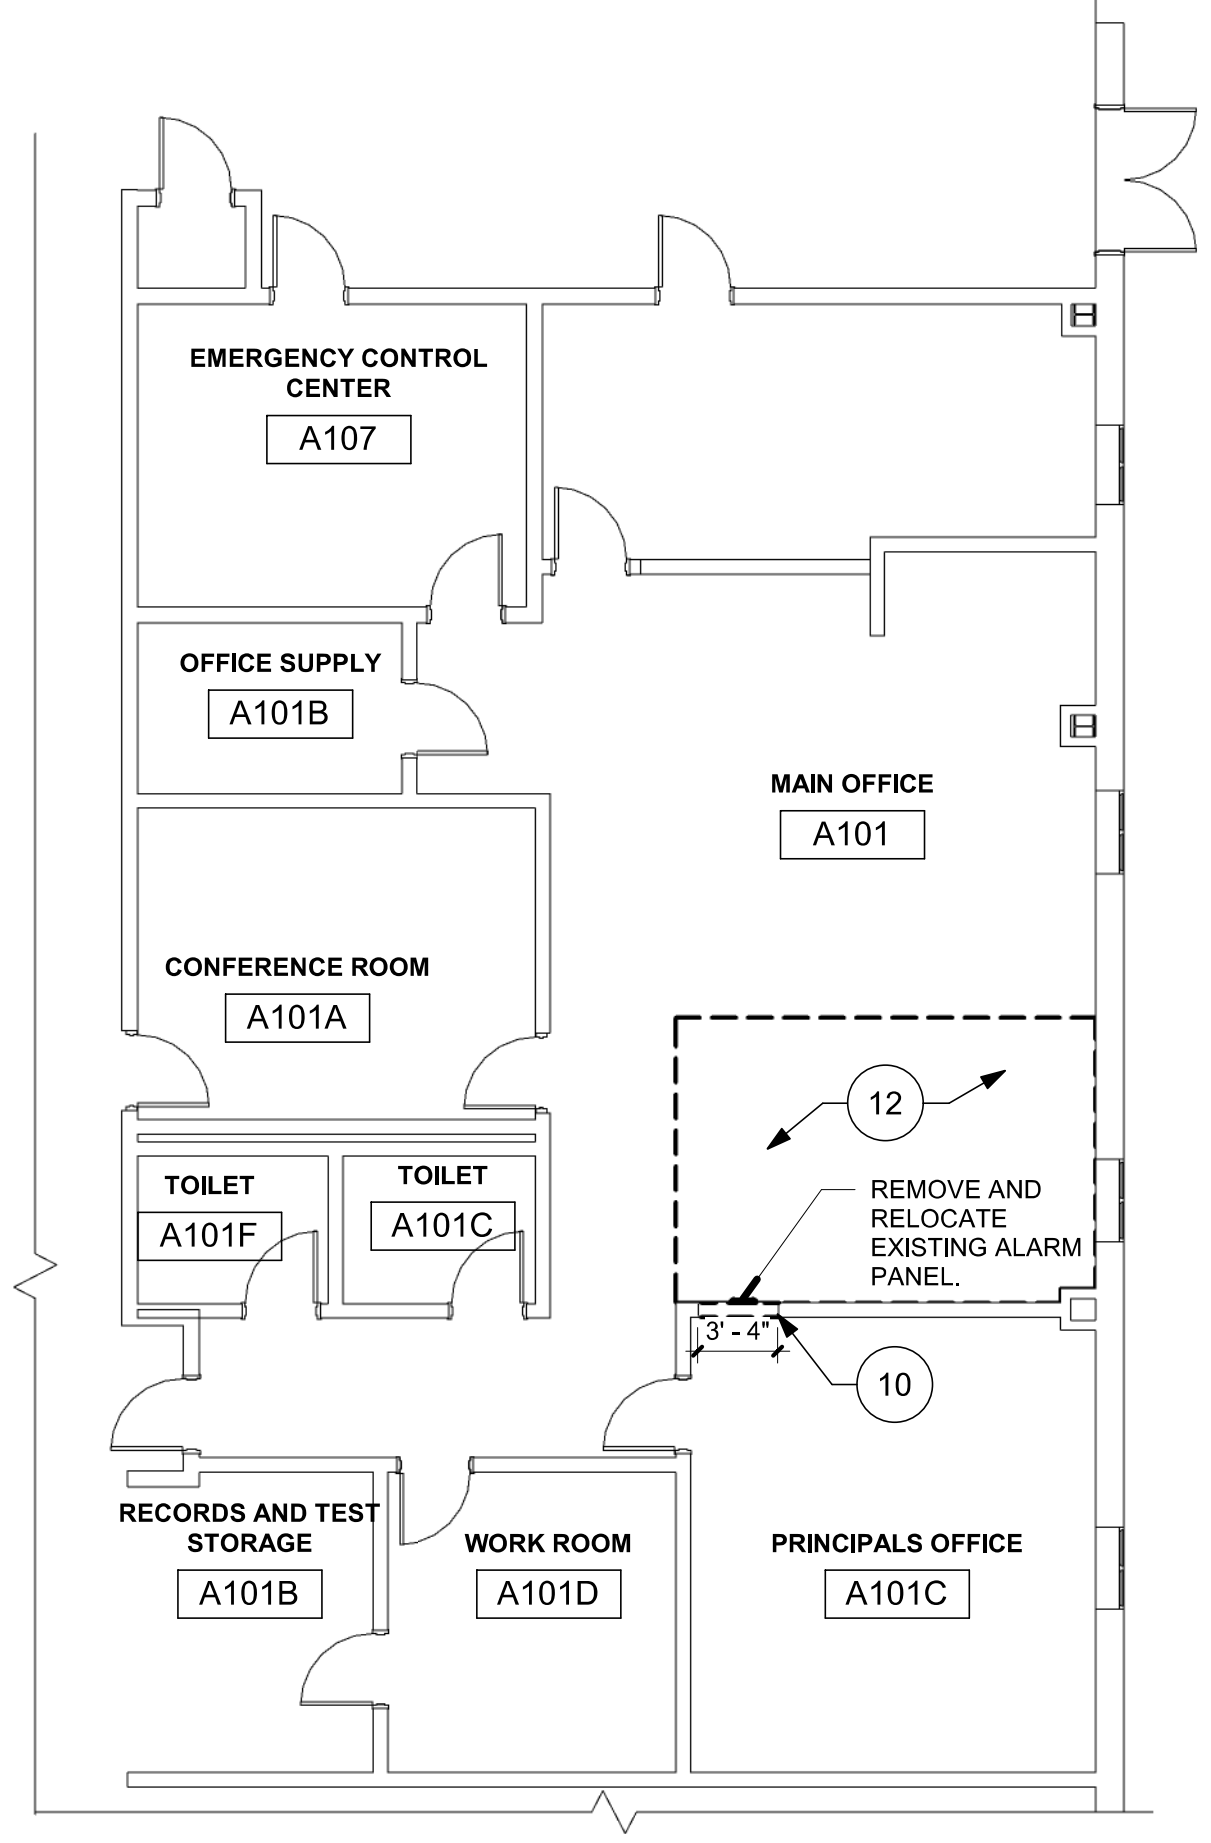 EMERGENCY CONTROL
CENTER
A107
OFFICE SUPPLY
A101B
MAIN OFFICE
A101
CONFERENCE ROOM
A101A
12
TOILET
A101F
TOILET
A101C
REMOVE AND
RELOCATE
EXISTING ALARM
PANEL.
3' - 4"
10
RECORDS AND TEST
STORAGE
A101B
WORK ROOM
A101D
PRINCIPALS OFFICE
A101C